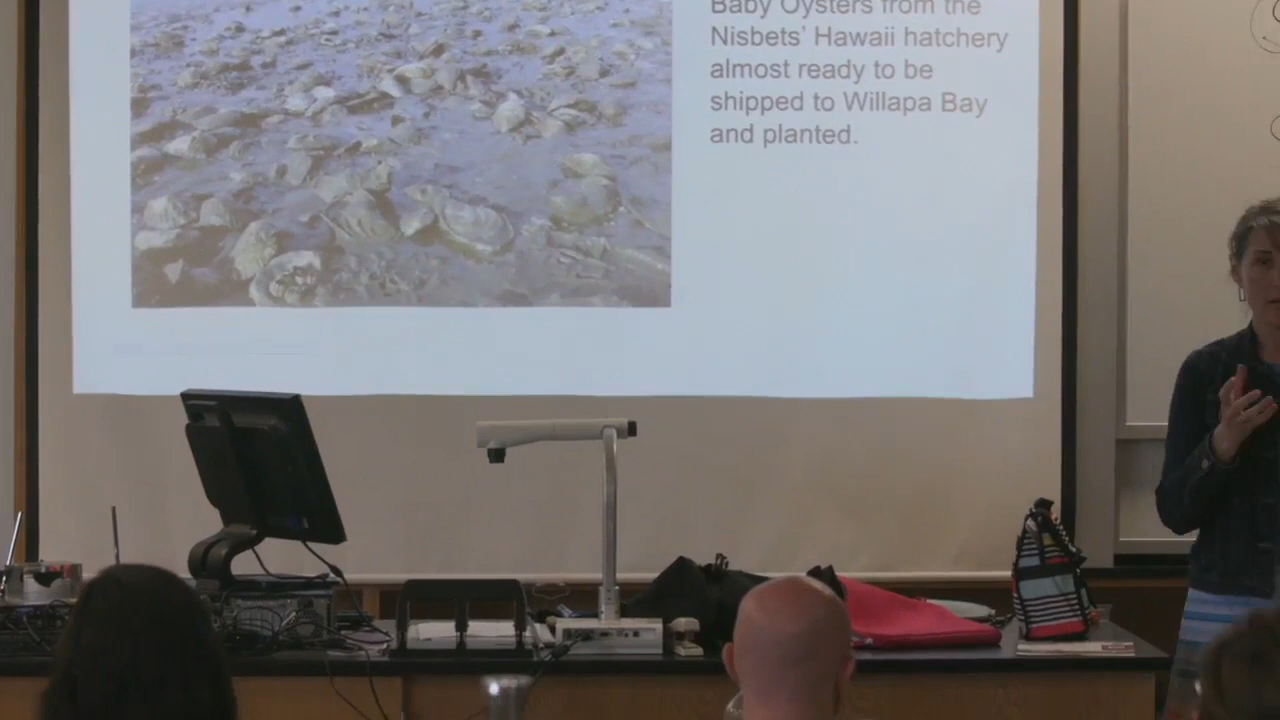 Baby Oysters from the
Nisbets' Hawaii hatchery
almost ready to be
shipped to Willapa Bay
and planted.